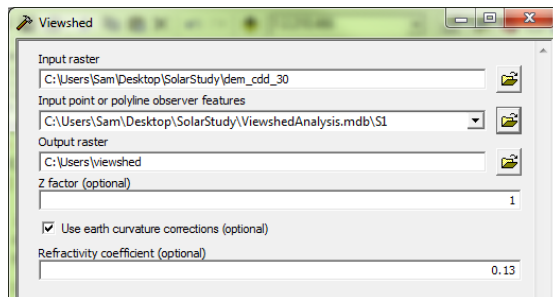 Viewshed
Input raster
C:\Users\Sam\Desktop\SolarStudy\dem_cdd_30
Input point or polyline observer features
C:\Users\Sam\Desktop\SolarStudy\ViewshedAnalysis.mdb\S1
Output raster
C:\Users\viewshed
Z factor (optional)
1
Use earth curvature corrections (optional)
Refractivity coefficient (optional)
0.13